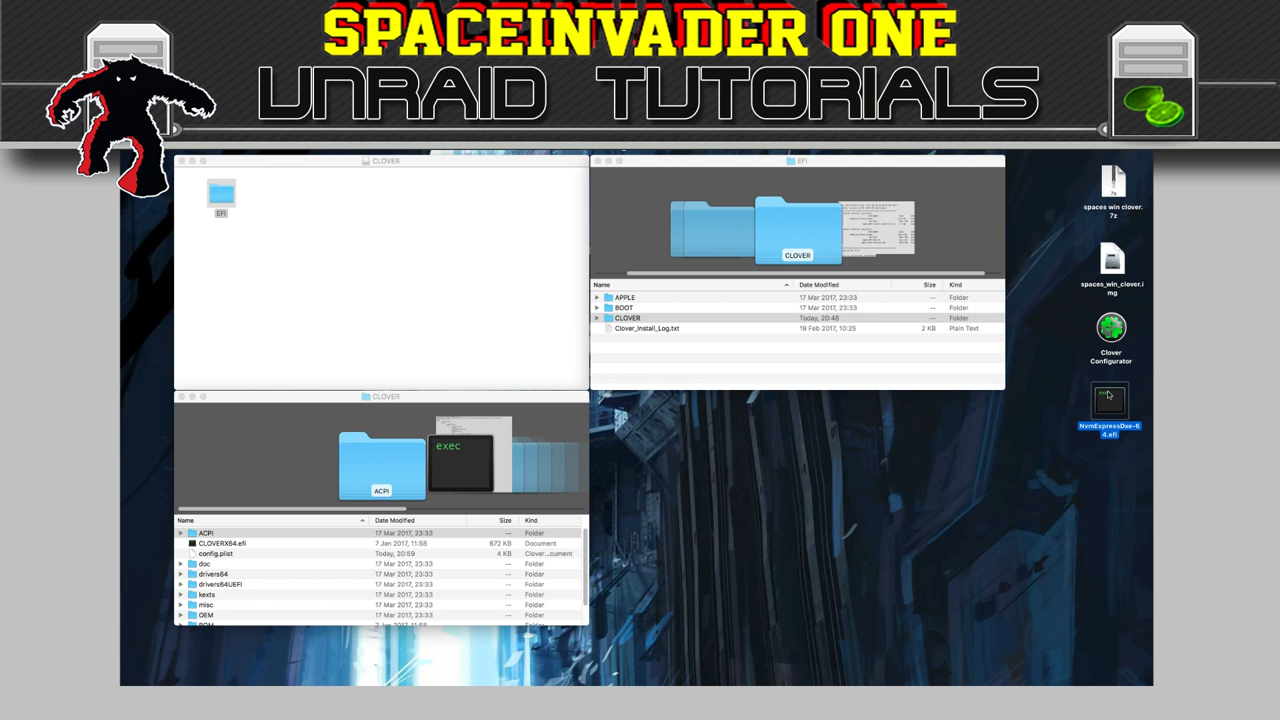 SPACEINVADER ONE
UNRAID TUTORIALS
CLOVER
EFI
EFI
CLOVER
Name Date Modified Size Kind
APPLE 17 Mar 2017, 23:33 -- Folder
BOOT 17 Mar 2017, 23:33 -- Folder
CLOVER Today, 20:48 -- Folder
Clover_Install_Log.txt 19 Feb 2017, 10:25 2 KB Plain Text
CLOVER
exec
ACPI
Name Date Modified Size Kind
ACPI 17 Mar 2017, 23:33 -- Folder
CLOVERX64.efi 7 Jan 2017, 11:58 672 KB Document
config.plist Today, 20:59 4 KB Clover...cument
doc 17 Mar 2017, 23:33 -- Folder
drivers64 17 Mar 2017, 23:33 -- Folder
drivers64UEFI 17 Mar 2017, 23:33 -- Folder
kexts 17 Mar 2017, 23:33 -- Folder
misc 17 Mar 2017, 23:33 -- Folder
OEM 17 Mar 2017, 23:33 -- Folder
7z
spaces win clover.
7z
spaces_win_clover.i
mg
Clover
Configurator
NvmExpressDxe-6
4.efi